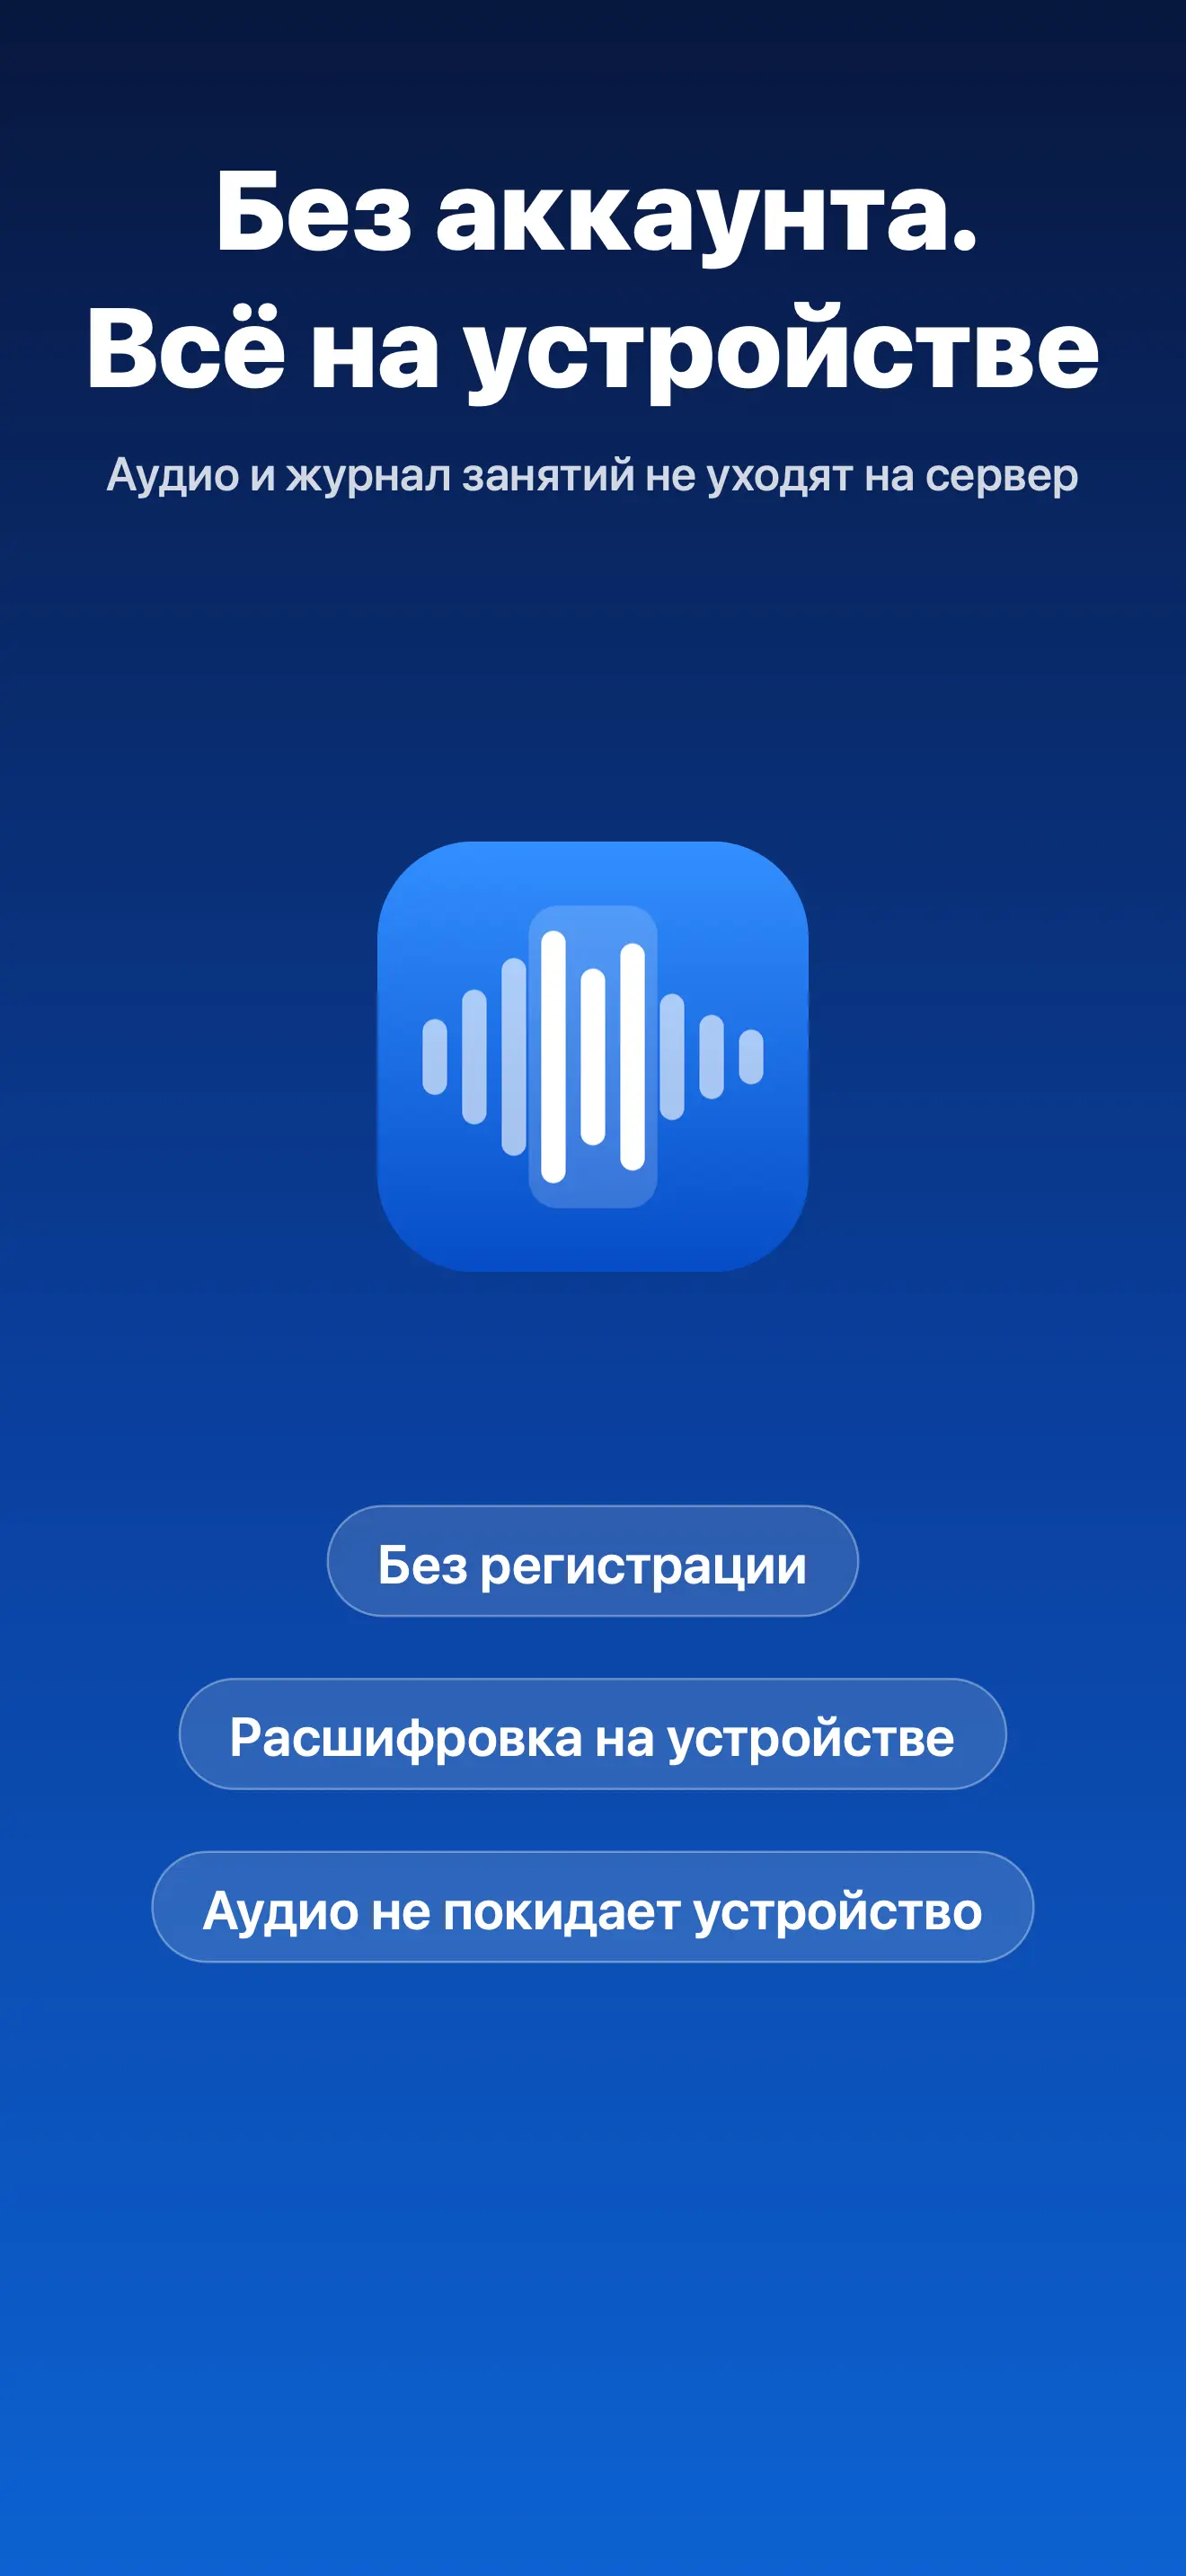 Без аккаунта.
Всё на устройстве
Аудио и журнал занятий не уходят на сервер
Без регистрации
Расшифровка на устройстве
Аудио не покидает устройство